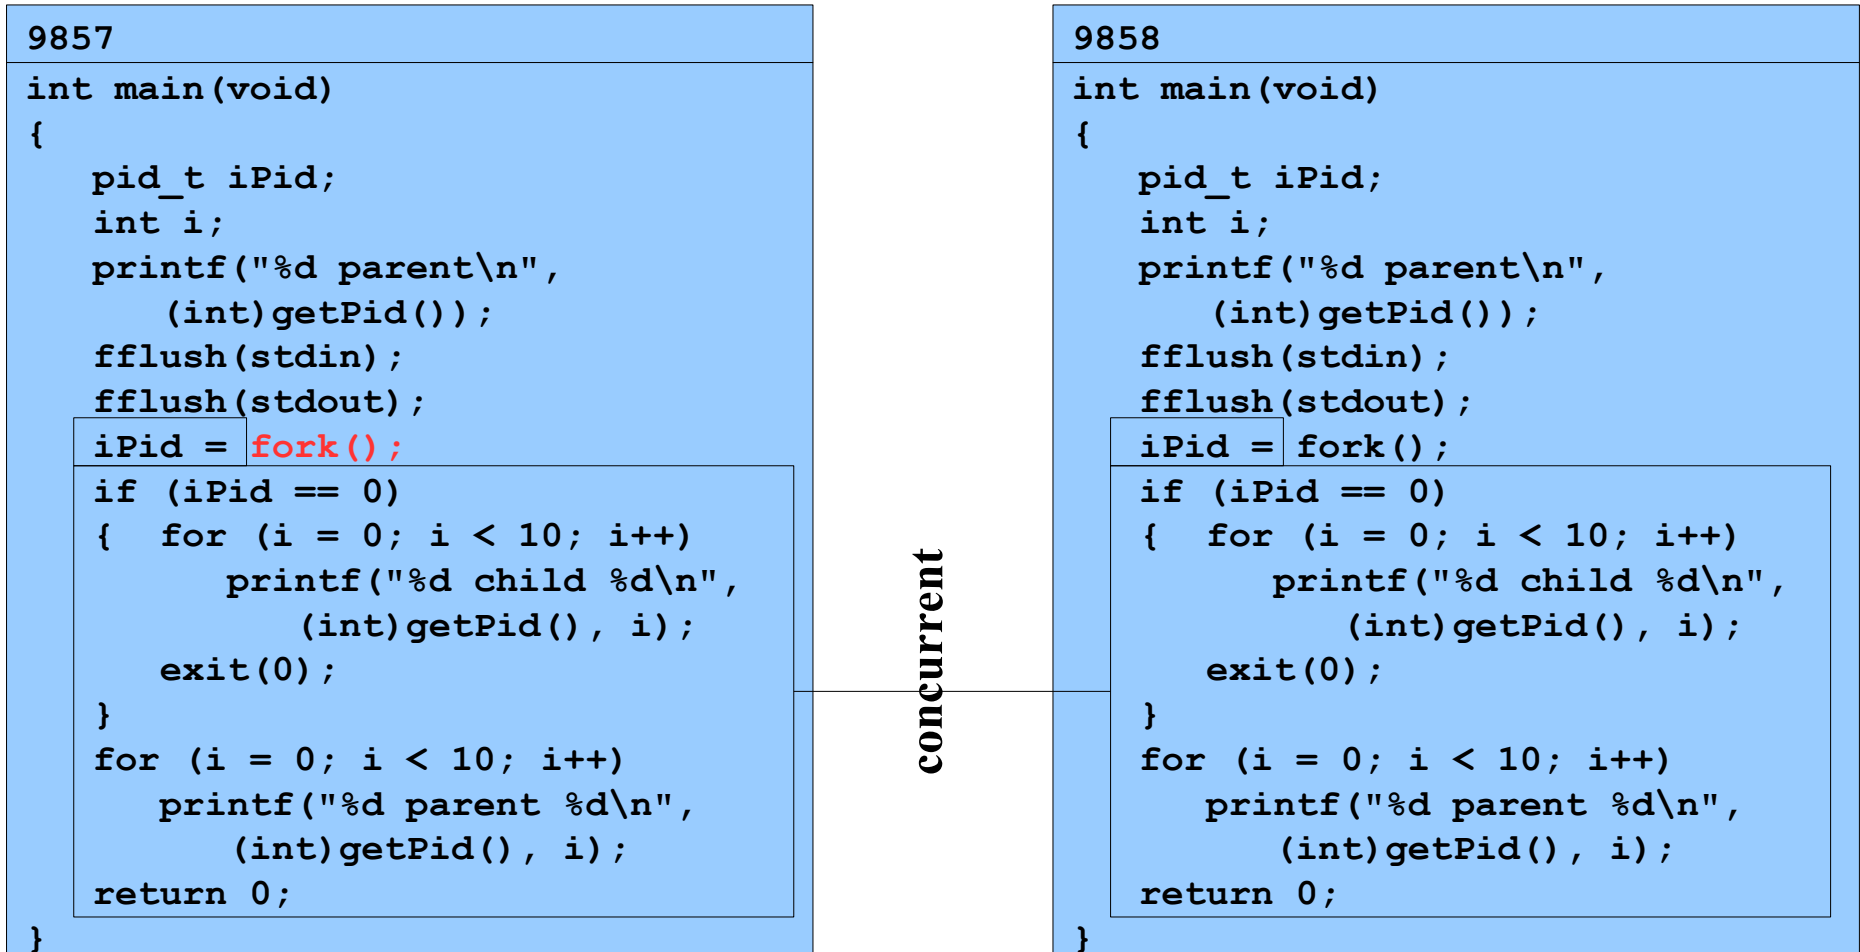 9857
int main(void)
{
   pid_t iPid;
   int i;
   printf("%d parent\n",
      (int)getPid());
   fflush(stdin);
   fflush(stdout);
   iPid = fork();
   if (iPid == 0)
   {  for (i = 0; i < 10; i++)
         printf("%d child %d\n",
            (int)getPid(), i);
      exit(0);
   }
   for (i = 0; i < 10; i++)
      printf("%d parent %d\n",
         (int)getPid(), i);
   return 0;
}
concurrent
9858
int main(void)
{
   pid_t iPid;
   int i;
   printf("%d parent\n",
      (int)getPid());
   fflush(stdin);
   fflush(stdout);
   iPid = fork();
   if (iPid == 0)
   {  for (i = 0; i < 10; i++)
         printf("%d child %d\n",
            (int)getPid(), i);
      exit(0);
   }
   for (i = 0; i < 10; i++)
      printf("%d parent %d\n",
         (int)getPid(), i);
   return 0;
}